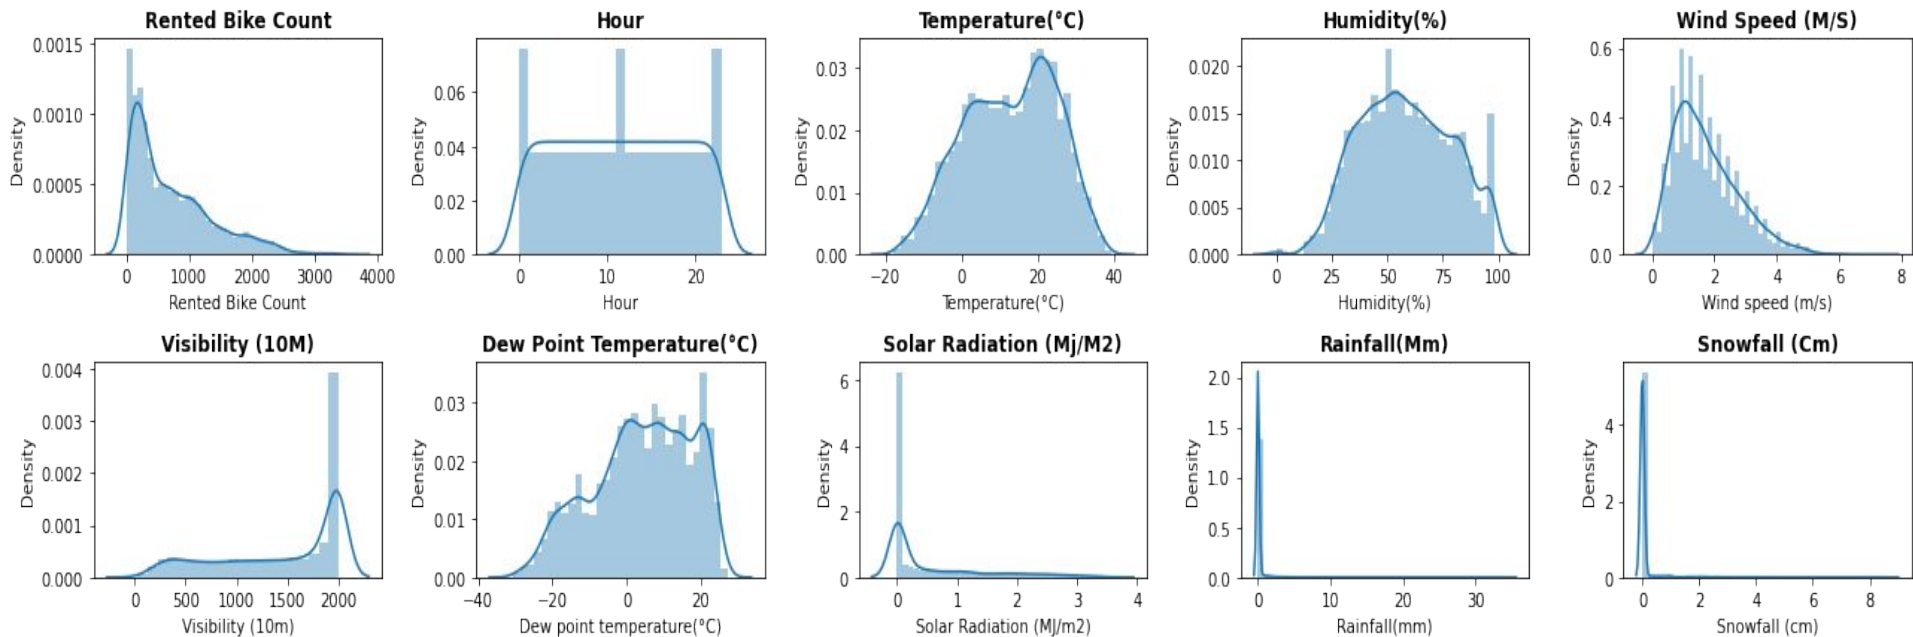 Rented Bike Count
Hour
Temperature(°C)
Humidity(%)
Wind Speed (M/S)
Density
0.0015
0.0010
0.0005
0.0000
0 1000 2000 3000 4000
Rented Bike Count
Density
0.06
0.04
0.02
0.00
0 10 20
Hour
Density
0.03
0.02
0.01
0.00
−20 0 20 40
Temperature(°C)
Density
0.020
0.015
0.010
0.005
0.000
0 25 50 75 100
Humidity(%)
Density
0.6
0.4
0.2
0.0
0 2 4 6 8
Wind speed (m/s)
Visibility (10M)
Dew Point Temperature(°C)
Solar Radiation (Mj/M2)
Rainfall(Mm)
Snowfall (Cm)
Density
0.004
0.003
0.002
0.001
0.000
0 500 1000 1500 2000
Visibility (10m)
Density
0.03
0.02
0.01
0.00
−40 −20 0 20
Dew point temperature(°C)
Density
6
4
2
0
0 1 2 3 4
Solar Radiation (MJ/m2)
Density
2.0
1.5
1.0
0.5
0.0
0 10 20 30
Rainfall(mm)
Density
4
2
0
0 2 4 6 8
Snowfall (cm)